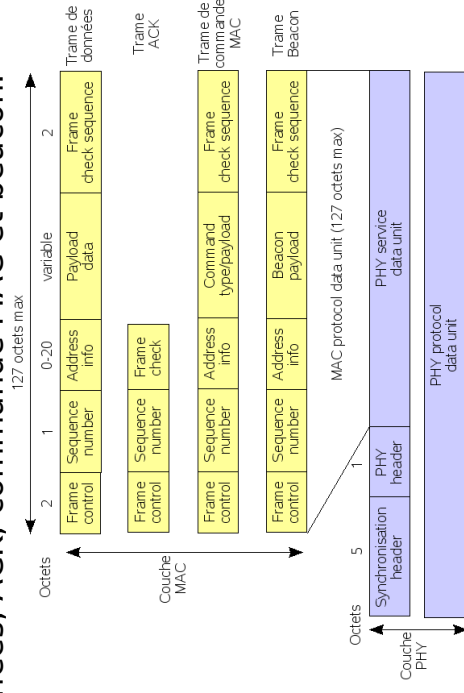 ACK, commande MAC et beacon
127 octets max
Octets
2
1
0-20
variable
2
Frame
control
Sequence
number
Address
info
Payload
data
Frame
check sequence
Trame de
données
Frame
control
Sequence
number
Frame
check
Trame
ACK
Couche
MAC
Frame
control
Sequence
number
Address
info
Command
type/payload
Frame
check sequence
Trame de
commande
MAC
Frame
control
Sequence
number
Address
info
Beacon
payload
Frame
check sequence
Trame
Beacon
MAC protocol data unit (127 octets max)
Octets
5
1
Synchronisation
header
PHY
header
PHY service
data unit
Couche
PHY
PHY protocol
data unit